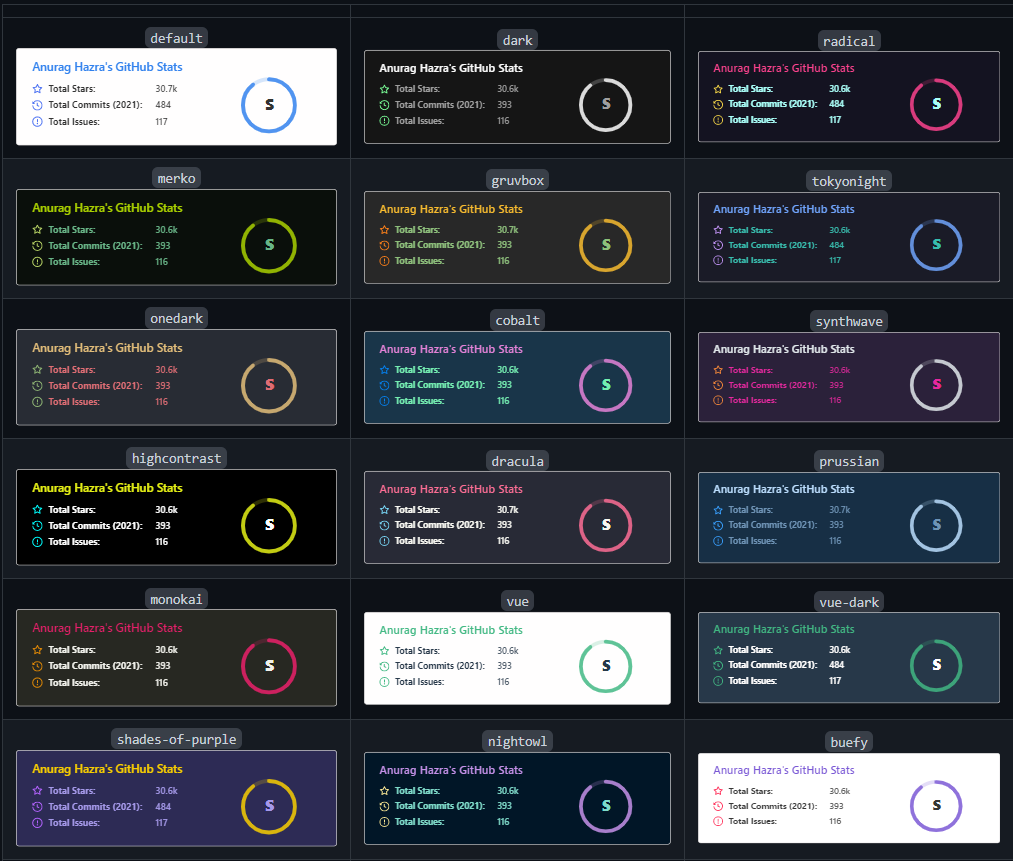 default
Anurag Hazra's GitHub Stats
Total Stars: 30.7k
Total Commits (2021): 484
Total Issues: 117
S
dark
Anurag Hazra's GitHub Stats
Total Stars: 30.6k
Total Commits (2021): 393
Total Issues: 116
S
radical
Anurag Hazra's GitHub Stats
Total Stars: 30.6k
Total Commits (2021): 484
Total Issues: 117
S
merko
Anurag Hazra's GitHub Stats
Total Stars: 30.6k
Total Commits (2021): 393
Total Issues: 116
S
gruvbox
Anurag Hazra's GitHub Stats
Total Stars: 30.7k
Total Commits (2021): 393
Total Issues: 116
S
tokyonight
Anurag Hazra's GitHub Stats
Total Stars: 30.6k
Total Commits (2021): 484
Total Issues: 117
S
onedark
Anurag Hazra's GitHub Stats
Total Stars: 30.6k
Total Commits (2021): 393
Total Issues: 116
S
cobalt
Anurag Hazra's GitHub Stats
Total Stars: 30.6k
Total Commits (2021): 393
Total Issues: 116
S
synthwave
Anurag Hazra's GitHub Stats
Total Stars: 30.6k
Total Commits (2021): 393
Total Issues: 116
S
highcontrast
Anurag Hazra's GitHub Stats
Total Stars: 30.6k
Total Commits (2021): 393
Total Issues: 116
S
dracula
Anurag Hazra's GitHub Stats
Total Stars: 30.7k
Total Commits (2021): 393
Total Issues: 116
S
prussian
Anurag Hazra's GitHub Stats
Total Stars: 30.7k
Total Commits (2021): 393
Total Issues: 116
S
monokai
Anurag Hazra's GitHub Stats
Total Stars: 30.6k
Total Commits (2021): 393
Total Issues: 116
S
vue
Anurag Hazra's GitHub Stats
Total Stars: 30.6k
Total Commits (2021): 393
Total Issues: 116
S
vue-dark
Anurag Hazra's GitHub Stats
Total Stars: 30.6k
Total Commits (2021): 484
Total Issues: 117
S
shades-of-purple
Anurag Hazra's GitHub Stats
Total Stars: 30.6k
Total Commits (2021): 484
Total Issues: 117
S
nightowl
Anurag Hazra's GitHub Stats
Total Stars: 30.6k
Total Commits (2021): 393
Total Issues: 116
S
buefy
Anurag Hazra's GitHub Stats
Total Stars: 30.6k
Total Commits (2021): 393
Total Issues: 116
S